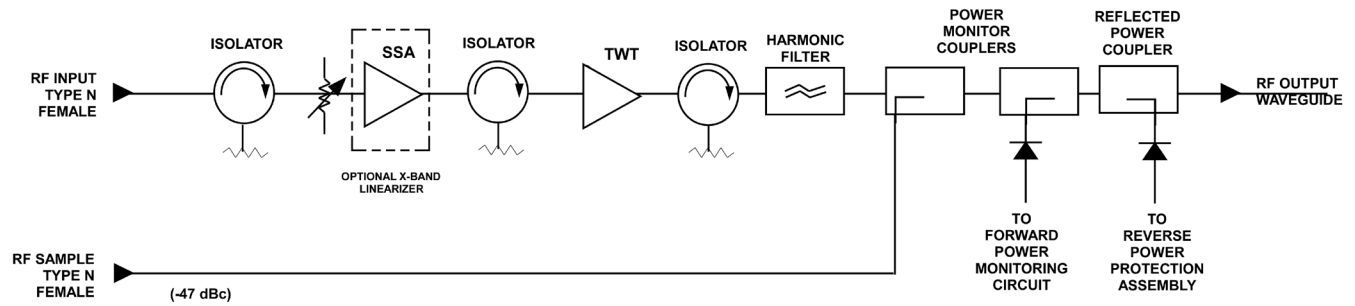 RF INPUT
TYPE N
FEMALE
ISOLATOR
SSA
OPTIONAL X-BAND
LINEARIZER
ISOLATOR
TWT
ISOLATOR
HARMONIC
FILTER
POWER
MONITOR
COUPLERS
REFLECTED
POWER
COUPLER
RF OUTPUT
WAVEGUIDE
TO
FORWARD
POWER
MONITORING
CIRCUIT
TO
REVERSE
POWER
PROTECTION
ASSEMBLY
RF SAMPLE
TYPE N
FEMALE
(-47 dBc)